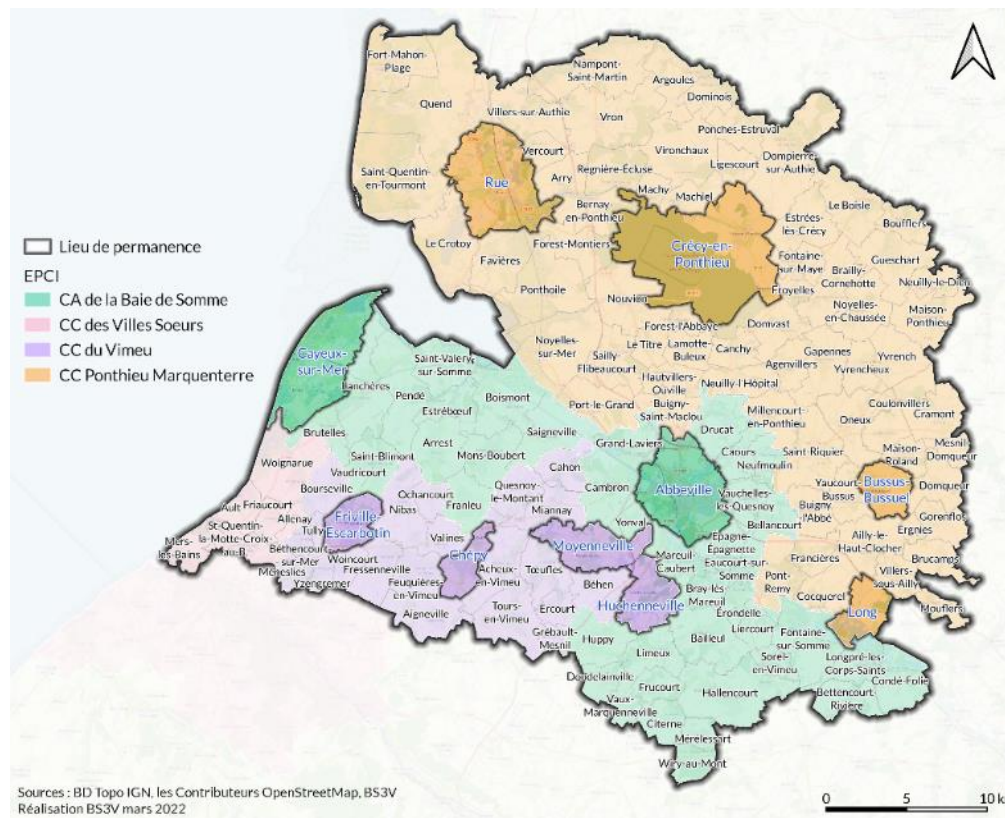 Fort-Mahon-
Plage
Nampont-
Saint-Martin
Argoules
Dominois
Quend
Villers-sur-Authie
Vron
Ponches-Estruval
Vercourt
Vironchaux
Ligescourt
Dompierre-
sur-Authie
Saint-Quentin-
en-Tourmont
Rue
Arry
Regnière-Écluse
Machy
Machiel
Bernay-
en-Ponthieu
Le Boisle
Estrées-
lès-Crécy
Boufflers
Le Crotoy
Forest-Montiers
Crécy-en-
Ponthieu
Favières
Fontaine-
sur-Maye
Gueschart
Brailly-
Cornehotte
Neuilly-le-Dien
Froyelles
Ponthoile
Nouvion
Noyelles-
en-Chaussée
Maison-
Ponthieu
Forest-l'Abbaye
Domvast
Lieu de permanence
EPCI
CA de la Baie de Somme
CC des Villes Soeurs
CC du Vimeu
CC Ponthieu Marquenterre
Noyelles-
sur-Mer
Le Titre
Lamotte-
Buleux
Canchy
Gapennes
Yvrench
Sailly-
Flibeaucourt
Agenvillers
Yvrencheux
Cayeux-
sur-Mer
Saint-Valery-
sur-Somme
Hautvillers-
Ouville
Neuilly-l'Hôpital
Lanchères
Pendé
Boismont
Port-le-Grand
Buigny-
Saint-Maclou
Millencourt-
en-Ponthieu
Coulonvillers
Cramont
Estrébœuf
Oneux
Brutelles
Arrest
Saigneville
Grand-Laviers
Drucat
Caours
Saint-Riquier
Maison-
Roland
Mesnil-
Domqueur
Woignarue
Saint-Blimont
Mons-Boubert
Neufmoulin
Vaudricourt
Cahon
Bourseville
Cambron
Abbeville
Yaucourt-
Bussus
Bussus-
Bussuel
Domqueur
Ochancourt
Quesnoy-
le-Montant
Vauchelles-
les-Quesnoy
Ault
Friaucourt
Allenay
Friville-
Escarbotin
Nibas
Franleu
Miannay
Buigny-
l'Abbé
Gorenflos
Tully
Bellancourt
Ergnies
Mers-
les-Bains
St-Quentin-
la-Motte-Croix-
au-B.
Béthencourt-
sur-Mer
Woincourt
Valines
Chépy
Moyenneville
Yonval
Épagne-
Épagnette
Ailly-le-
Haut-Clocher
Brucamps
Méneslies
Fressenneville
Acheux-
en-Vimeu
Tœufles
Mareuil-
Caubert
Eaucourt-sur-
Somme
Francières
Yzengremer
Feuquières-
en-Vimeu
Béhen
Bray-lès-
Mareuil
Pont-
Remy
Cocquerel
Villers-
sous-Ailly
Aigneville
Tours-
en-Vimeu
Ercourt
Huchenneville
Érondelle
Long
Mouflers
Grébault-
Mesnil
Huppy
Bailleul
Liercourt
Fontaine-
sur-Somme
Limeux
Sorel-
en-Vimeu
Longpré-les-
Corps-Saints
Doudelainville
Frucourt
Hallencourt
Bettencourt-
Rivière
Condé-Folie
Vaux-
Marquenneville
Citerne
Mérelessart
Wiry-au-Mont
Sources : BD Topo IGN, les Contributeurs OpenStreetMap, BS3V
Réalisation BS3V mars 2022
0 5 10 k